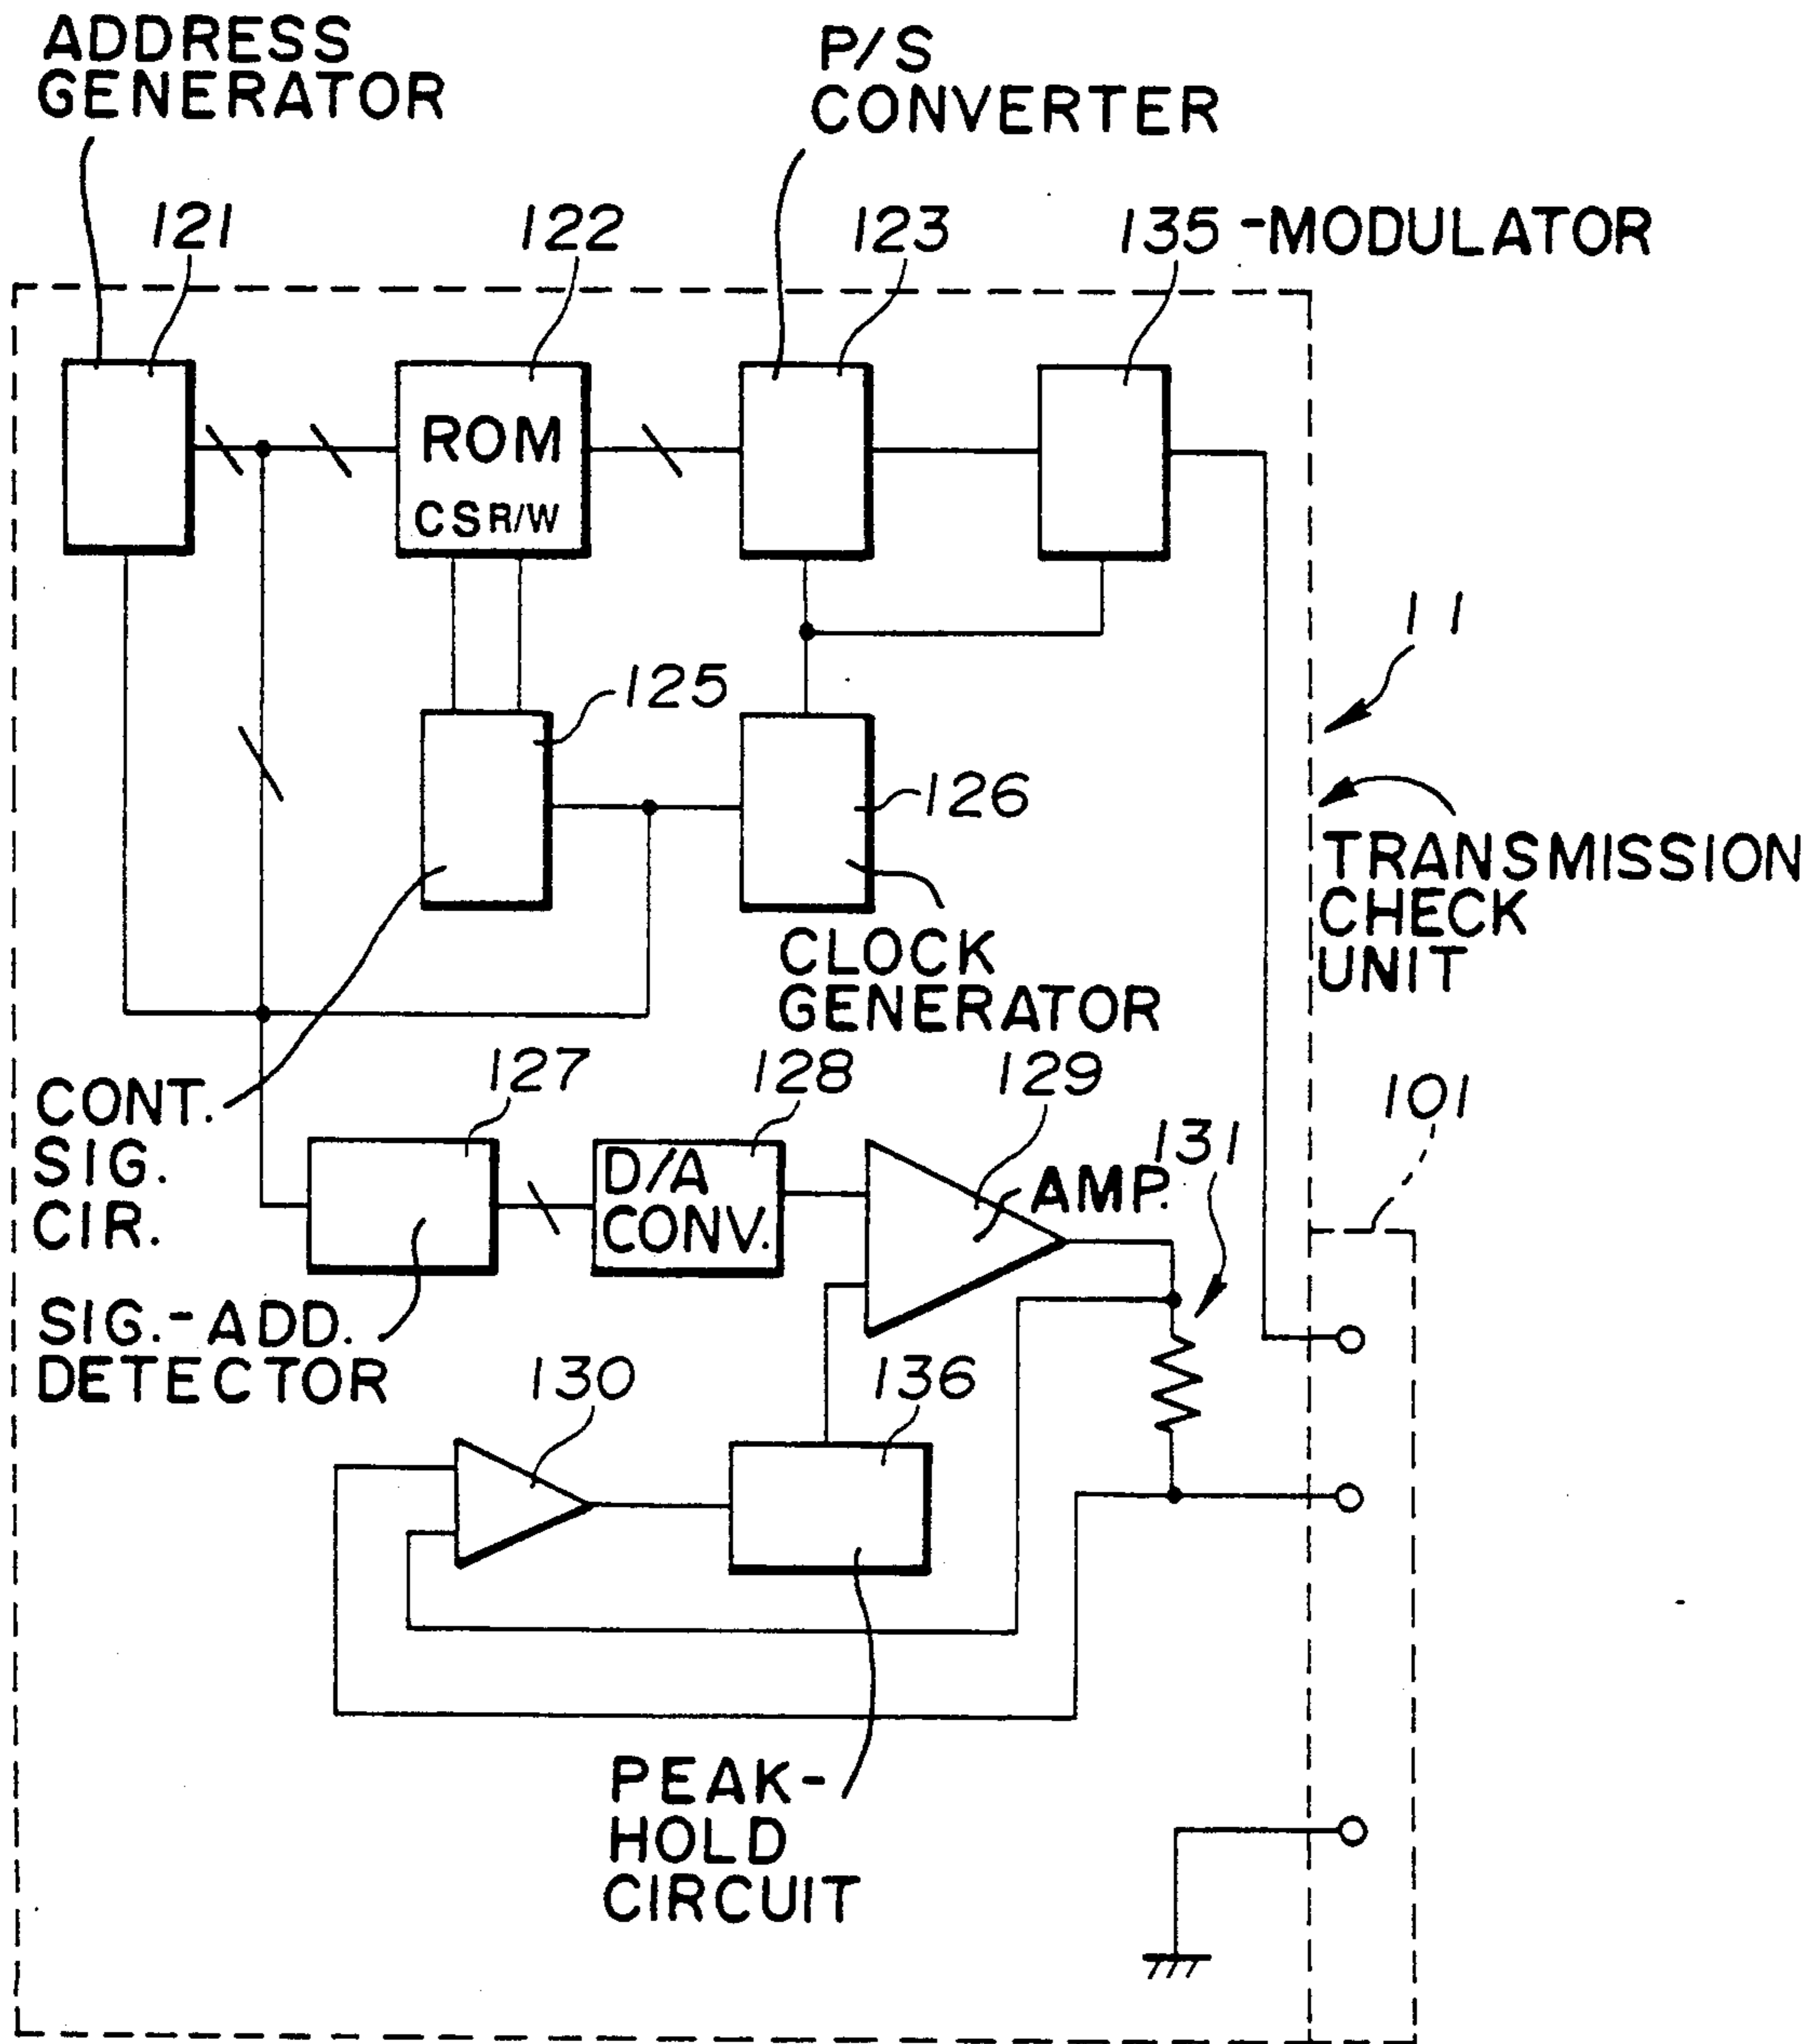 ADDRESS
GENERATOR
P/S
CONVERTER
121
122
123
135 -MODULATOR
ROM
CS R/W
11
125
126
TRANSMISSION
CHECK
UNIT
CLOCK
GENERATOR
CONT.
SIG.
CIR.
127
128
129
101
131
D/A
CONV.
AMP.
SIG.-ADD.
DETECTOR
130
136
PEAK-
HOLD
CIRCUIT